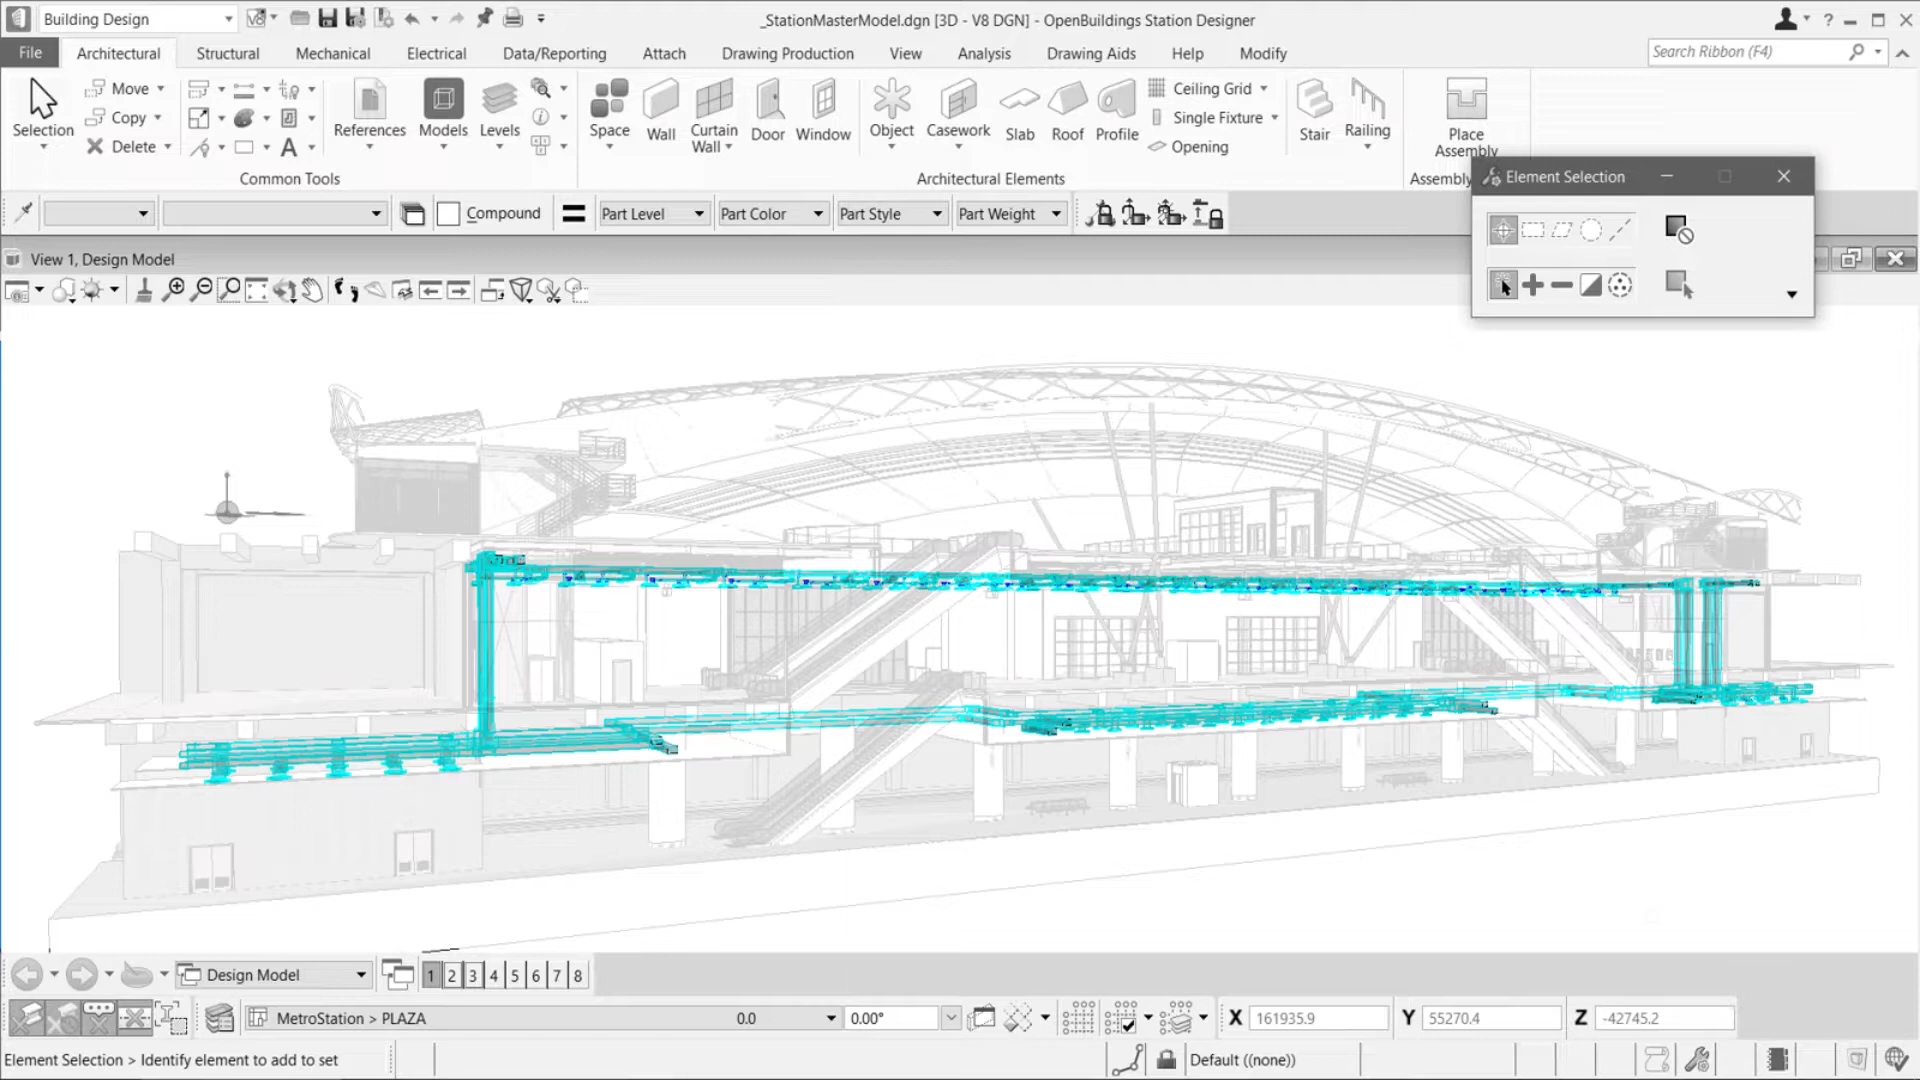 Building Design
_StationMasterModel.dgn [3D - V8 DGN] - OpenBuildings Station Designer
File Architectural Structural Mechanical Electrical Data/Reporting Attach Drawing Production View Analysis Drawing Aids Help Modify
Search Ribbon (F4)
Selection
Move
Copy
Delete
References
Models
Levels
Space
Wall
Curtain
Wall
Door
Window
Object
Casework
Slab
Roof
Profile
Ceiling Grid
Single Fixture
Opening
Stair
Railing
Place
Assembly
Common Tools
Architectural Elements
Assembly
Element Selection
Compound
Part Level
Part Color
Part Style
Part Weight
View 1, Design Model
Design Model
1 2 3 4 5 6 7 8
MetroStation > PLAZA
0.0
0.00°
X 161935.9
Y 55270.4
Z -42745.2
Element Selection > Identify element to add to set
Default ((none))